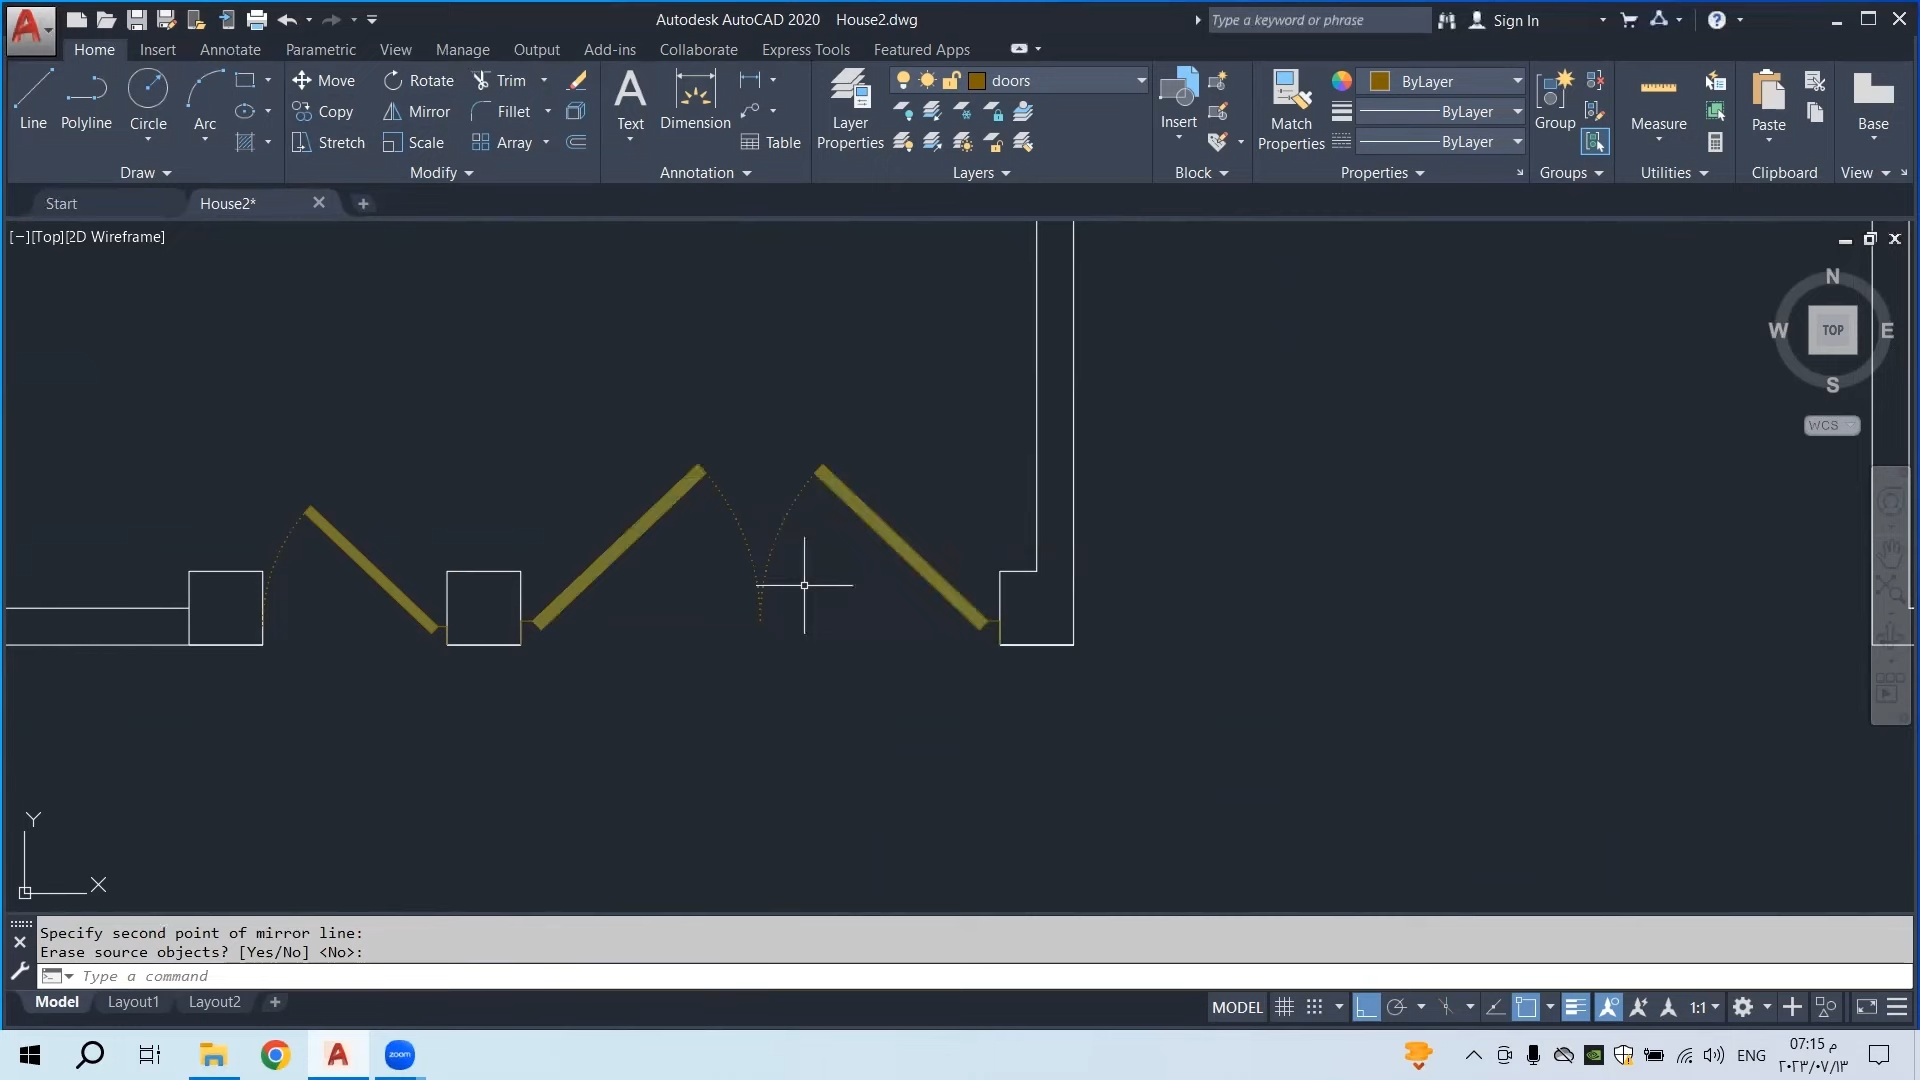 Autodesk AutoCAD 2020 House2.dwg
Type a keyword or phrase
Sign In
Home Insert Annotate Parametric View Manage Output Add-ins Collaborate Express Tools Featured Apps
Line Polyline Circle Arc
Draw
Move Rotate Trim
Copy Mirror Fillet
Stretch Scale Array
Modify
Text Dimension
Table
Annotation
Layer
Properties
doors
Layers
Insert
Block
Match
Properties
ByLayer
ByLayer
ByLayer
Properties
Group
Groups
Measure
Utilities
Paste
Clipboard
Base
View
Start House2*
[−][Top][2D Wireframe]
N
W TOP E
S
WCS
Y
X
Specify second point of mirror line:
Erase source objects? [Yes/No] <No>:
Type a command
Model Layout1 Layout2
MODEL 1:1
zoom
ENG
07:15 م
٢٠٢٣/٠٧/١٣